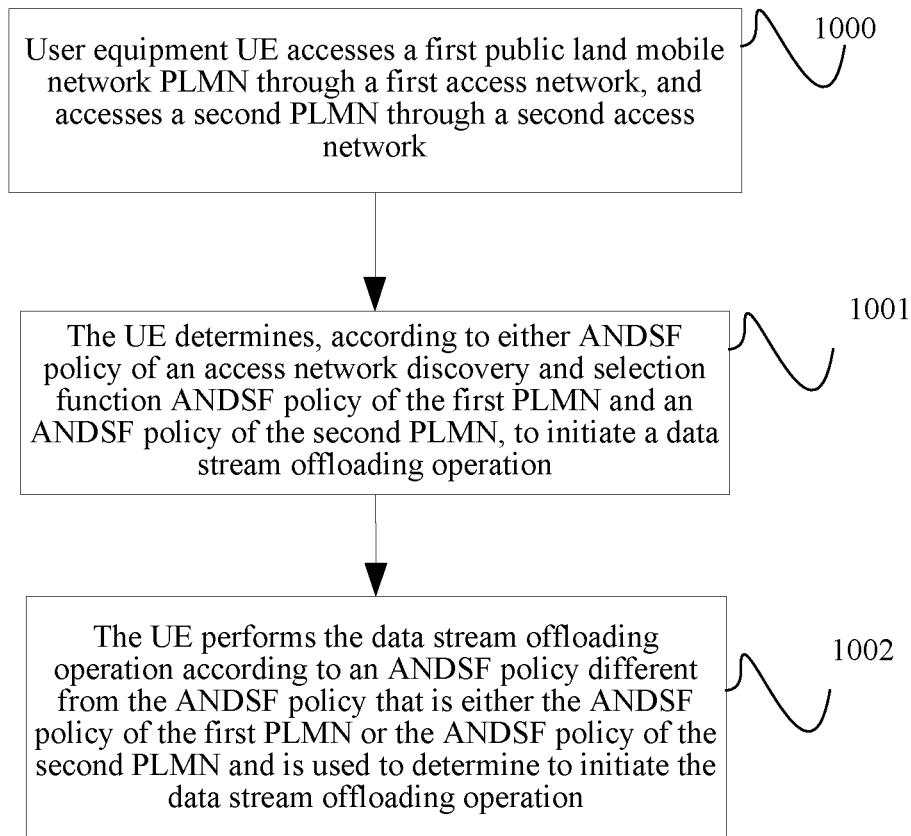 User equipment UE accesses a first public land mobile
network PLMN through a first access network, and
accesses a second PLMN through a second access
network
1000
The UE determines, according to either ANDSF
policy of an access network discovery and selection
function ANDSF policy of the first PLMN and an
ANDSF policy of the second PLMN, to initiate a data
stream offloading operation
1001
The UE performs the data stream offloading
operation according to an ANDSF policy different
from the ANDSF policy that is either the ANDSF
policy of the first PLMN or the ANDSF policy of the
second PLMN and is used to determine to initiate the
data stream offloading operation
1002